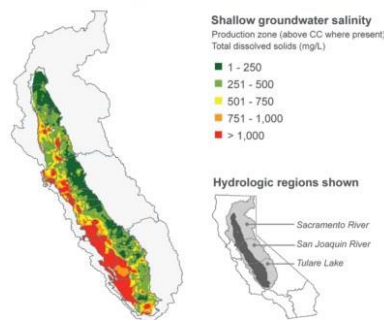 Shallow groundwater salinity
Production zone (above CC where present)
Total dissolved solids (mg/L)
1 - 250
251 - 500
501 - 750
751 - 1,000
> 1,000
Hydrologic regions shown
Sacramento River
San Joaquin River
Tulare Lake